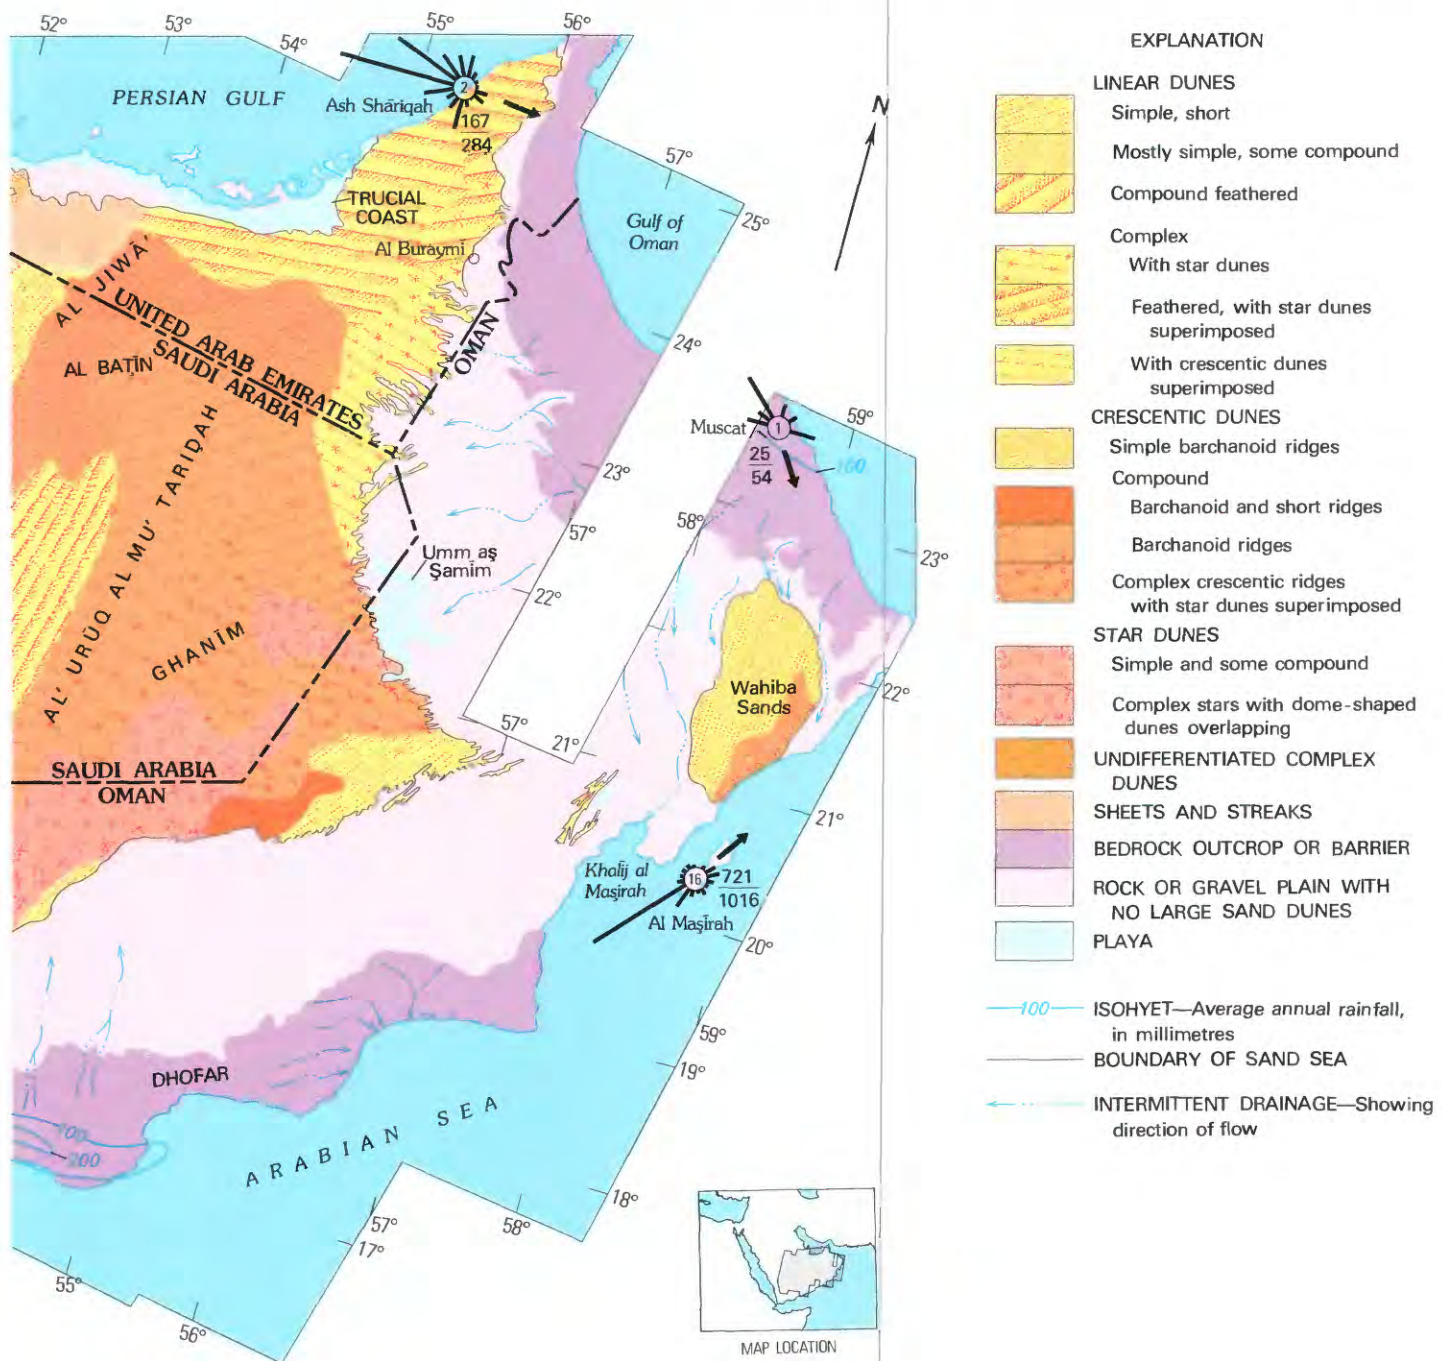 52°
53°
54°
55°
56°
PERSIAN GULF
Ash Shāriqah
2
167
284
TRUCIAL
COAST
Al Buraymī
57°
25°
Gulf of
Oman
24°
AL JIWĀ'
UNITED ARAB EMIRATES
SAUDI ARABIA
OMAN
AL BAṬĪN
AL' URŪQ AL MU' TARIḌAH
GHANĪM
23°
57°
Umm aş
Şamīm
22°
57°
21°
SAUDI ARABIA
OMAN
Muscat
1
25
54
100
59°
58°
23°
Wahiba
Sands
22°
21°
Khalīj al
Maşīrah
16
721
1016
Al Maşīrah
20°
59°
19°
DHOFAR
100
200
ARABIAN SEA
18°
58°
57°
17°
55°
56°
MAP LOCATION
N
EXPLANATION
LINEAR DUNES
Simple, short
Mostly simple, some compound
Compound feathered
Complex
With star dunes
Feathered, with star dunes
superimposed
With crescentic dunes
superimposed
CRESCENTIC DUNES
Simple barchanoid ridges
Compound
Barchanoid and short ridges
Barchanoid ridges
Complex crescentic ridges
with star dunes superimposed
STAR DUNES
Simple and some compound
Complex stars with dome-shaped
dunes overlapping
UNDIFFERENTIATED COMPLEX
DUNES
SHEETS AND STREAKS
BEDROCK OUTCROP OR BARRIER
ROCK OR GRAVEL PLAIN WITH
NO LARGE SAND DUNES
PLAYA
100
ISOHYET—Average annual rainfall,
in millimetres
BOUNDARY OF SAND SEA
INTERMITTENT DRAINAGE—Showing
direction of flow